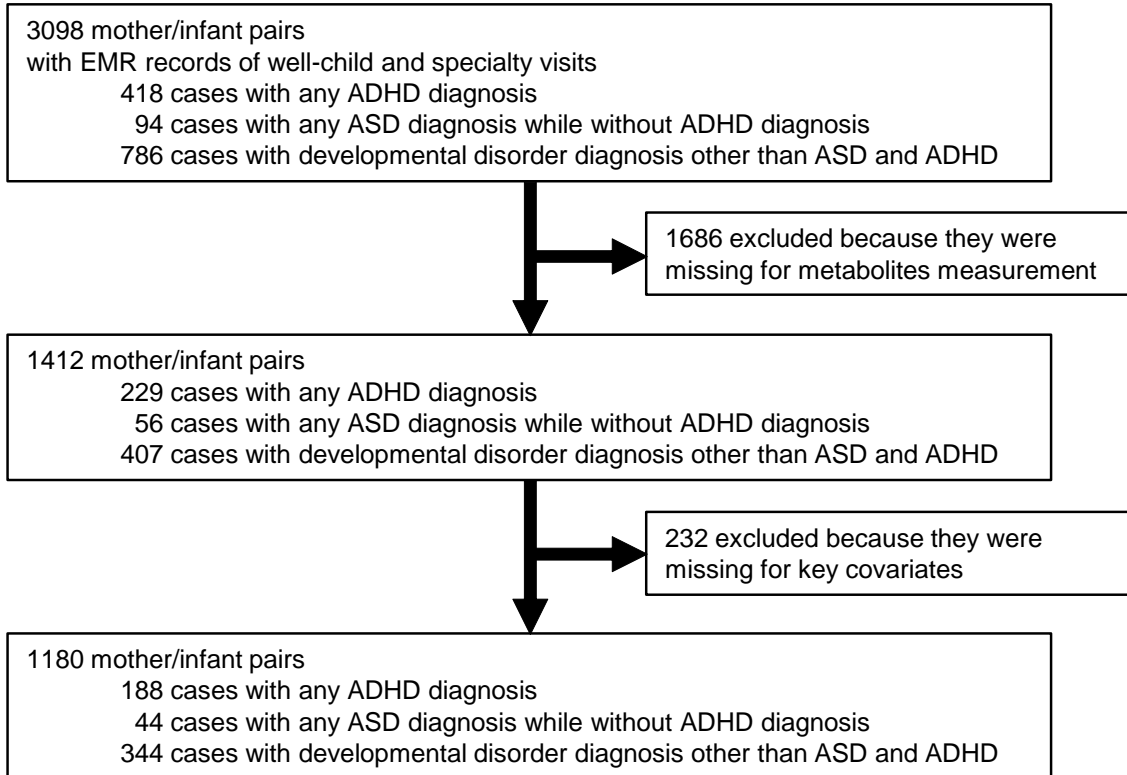 3098 mother/infant pairs
with EMR records of well-child and specialty visits
418 cases with any ADHD diagnosis
94 cases with any ASD diagnosis while without ADHD diagnosis
786 cases with developmental disorder diagnosis other than ASD and ADHD
1686 excluded because they were
missing for metabolites measurement
1412 mother/infant pairs
229 cases with any ADHD diagnosis
56 cases with any ASD diagnosis while without ADHD diagnosis
407 cases with developmental disorder diagnosis other than ASD and ADHD
232 excluded because they were
missing for key covariates
1180 mother/infant pairs
188 cases with any ADHD diagnosis
44 cases with any ASD diagnosis while without ADHD diagnosis
344 cases with developmental disorder diagnosis other than ASD and ADHD